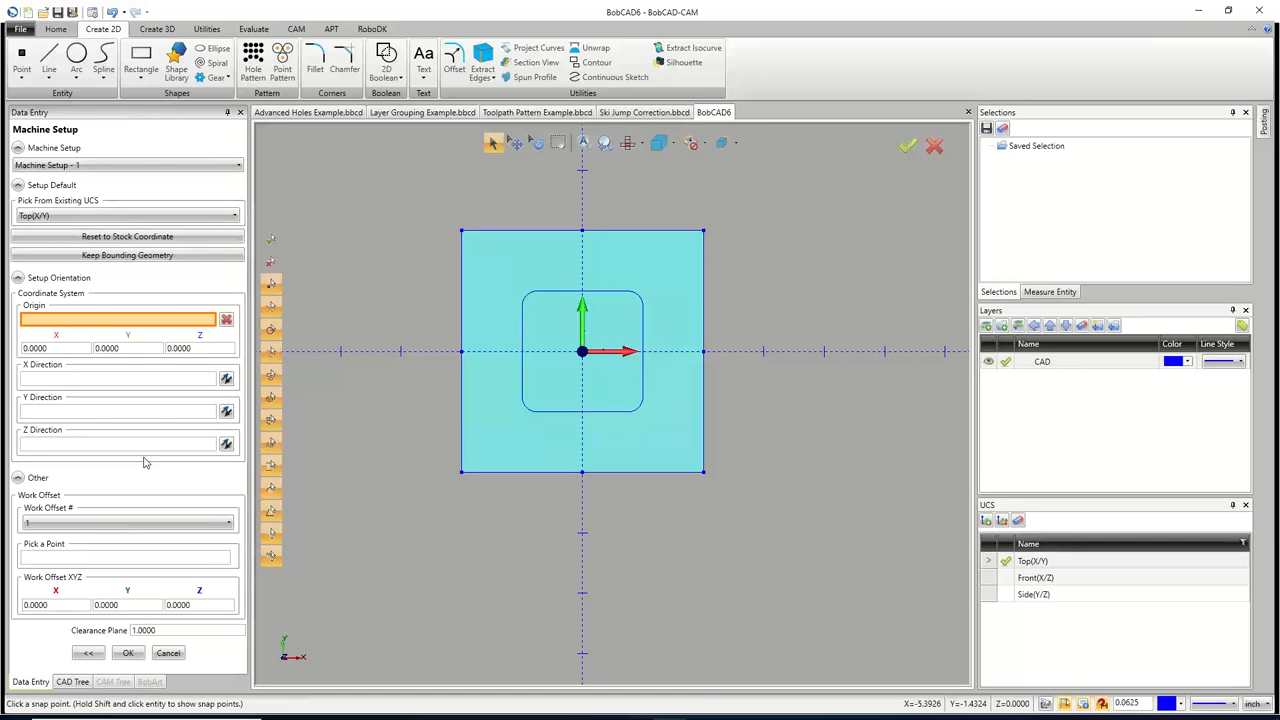 BobCAD6 - BobCAD-CAM
File Home Create 2D Create 3D Utilities Evaluate CAM APT RoboDK
Point Line Arc Spline Rectangle Shape Library Ellipse Spiral Gear Hole Pattern Point Pattern Fillet Chamfer 2D Boolean Text Offset Extract Edges Project Curves Section View Spun Profile Unwrap Contour Continuous Sketch Extract Isocurve Silhouette
Entity Shapes Pattern Corners Boolean Text Utilities
Data Entry
Advanced Holes Example.bbcd Layer Grouping Example.bbcd Toolpath Pattern Example.bbcd Ski Jump Correction.bbcd BobCAD6
Machine Setup
Machine Setup
Machine Setup - 1
Setup Default
Pick From Existing UCS
Top(X/Y)
Reset to Stock Coordinate
Keep Bounding Geometry
Setup Orientation
Coordinate System
Origin
X Y Z
0.0000 0.0000 0.0000
X Direction
Y Direction
Z Direction
Other
Work Offset
Work Offset #
1
Pick a Point
Work Offset XYZ
X Y Z
0.0000 0.0000 0.0000
Clearance Plane 1.0000
<< OK Cancel
Data Entry CAD Tree CAM Tree BobArt
Y
Z X
Selections
Saved Selection
Posting
Selections Measure Entity
Layers
Name Color Line Style
CAD
UCS
Name
> Top(X/Y)
Front(X/Z)
Side(Y/Z)
Click a snap point. (Hold Shift and click entity to show snap points.) X=-5.3926 Y=-1.4324 Z=0.0000 0.0625 inch